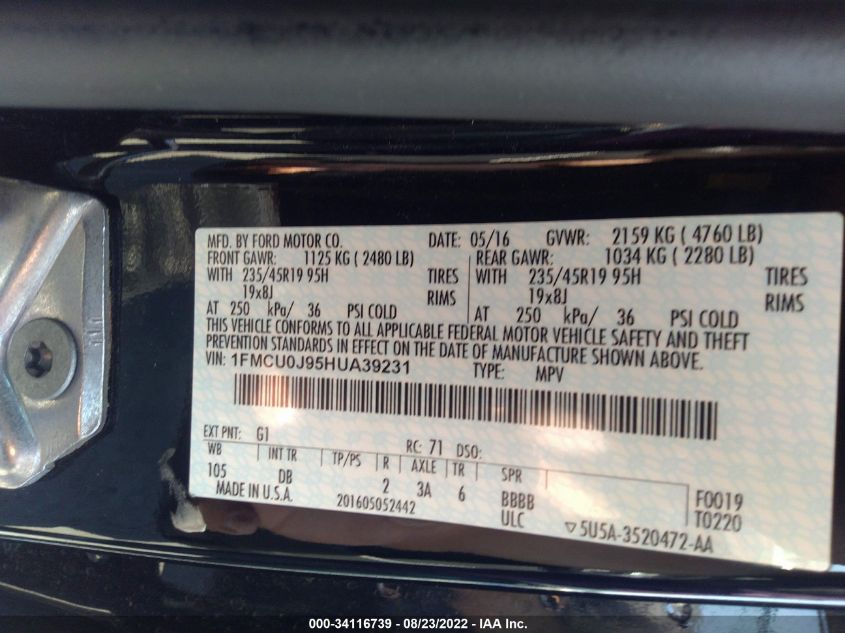 MFD. BY FORD MOTOR CO. DATE: 05/16 GVWR: 2159 KG ( 4760 LB)
FRONT GAWR: 1125 KG ( 2480 LB) REAR GAWR: 1034 KG ( 2280 LB)
WITH 235/45R19 95H TIRES WITH 235/45R19 95H TIRES
19x8J RIMS 19x8J RIMS
AT 250 kPa/ 36 PSI COLD AT 250 kPa/ 36 PSI COLD
THIS VEHICLE CONFORMS TO ALL APPLICABLE FEDERAL MOTOR VEHICLE SAFETY AND THEFT
PREVENTION STANDARDS IN EFFECT ON THE DATE OF MANUFACTURE SHOWN ABOVE.
VIN: 1FMCU0J95HUA39231 TYPE: MPV
EXT PNT: G1 RC: 71 DSO:
WB INT TR TP/PS R AXLE TR SPR
105 DB 2 3A 6 BBBB F0019
MADE IN U.S.A. 201605052442 ULC T0220
▽5U5A-3520472-AA
000-34116739 - 08/23/2022 - IAA Inc.